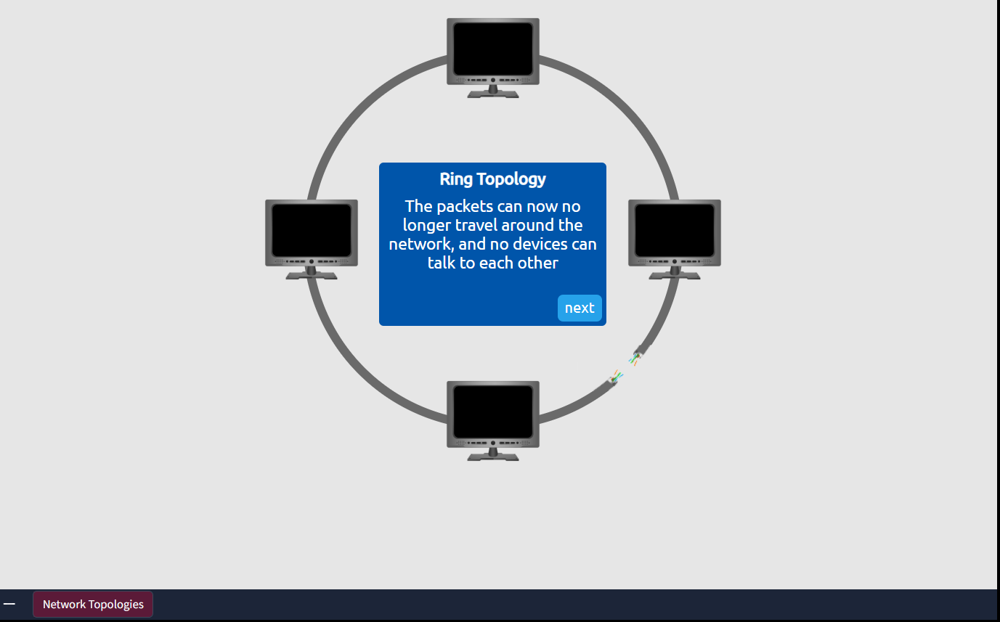 Ring Topology
The packets can now no
longer travel around the
network, and no devices can
talk to each other
next
Network Topologies